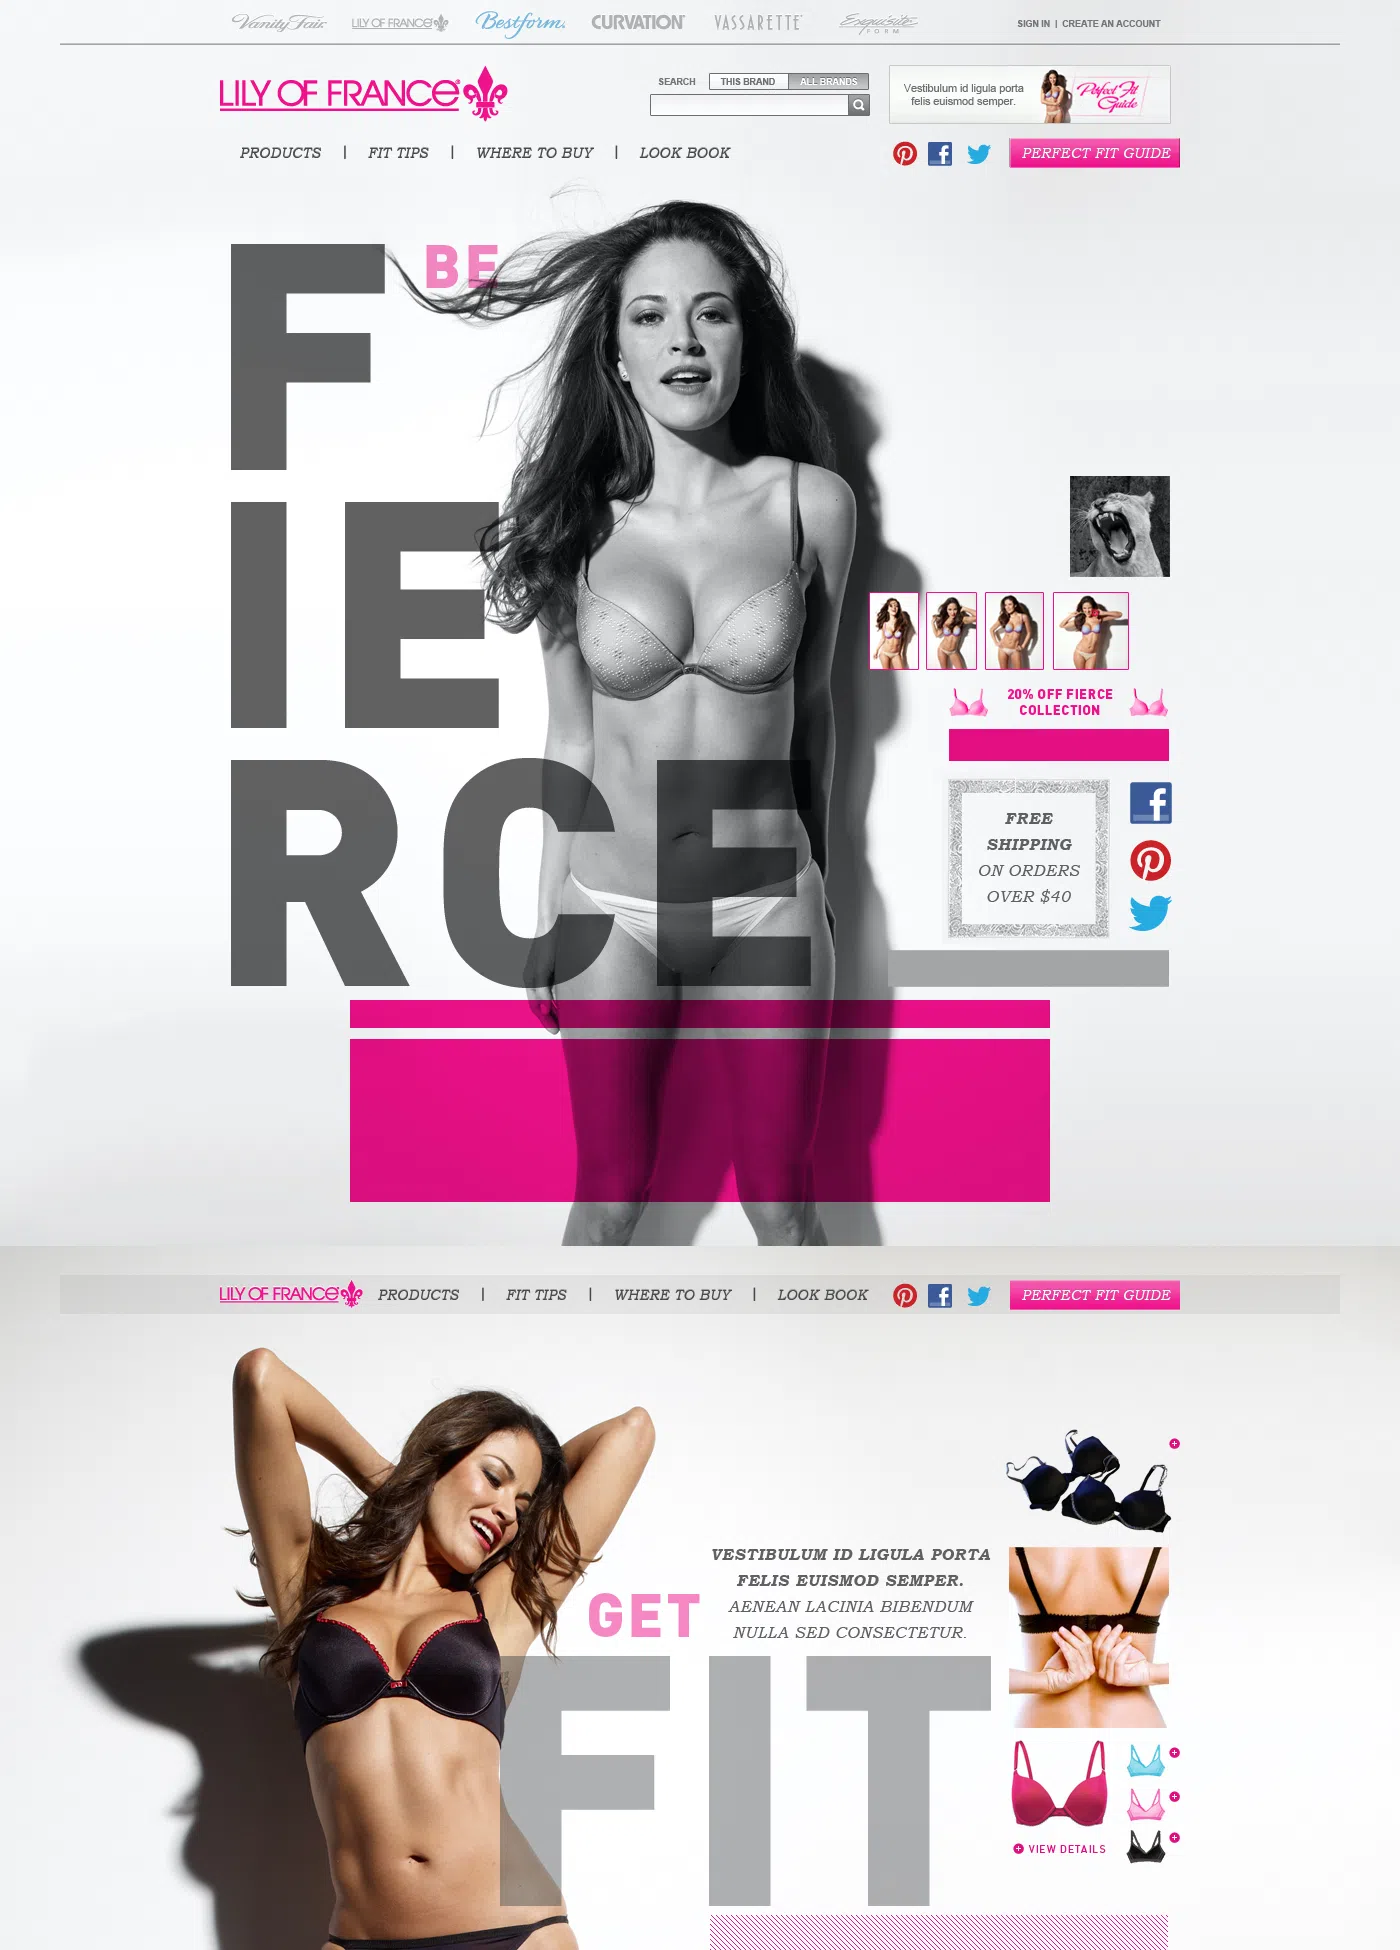 Vanity Fair
LILY OF FRANCE
Bestform.
CURVATION
VASSARETTE
Exquisite
FORM
SIGN IN | CREATE AN ACCOUNT
LILY OF FRANCE®
SEARCH
THIS BRAND
ALL BRANDS
Vestibulum id ligula porta
felis euismod semper.
Perfect Fit
Guide
PRODUCTS | FIT TIPS | WHERE TO BUY | LOOK BOOK
PERFECT FIT GUIDE
BE
F
IE
RCE
20% OFF FIERCE
COLLECTION
FREE
SHIPPING
ON ORDERS
OVER $40
LILY OF FRANCE®
PRODUCTS | FIT TIPS | WHERE TO BUY | LOOK BOOK
PERFECT FIT GUIDE
VESTIBULUM ID LIGULA PORTA
FELIS EUISMOD SEMPER.
AENEAN LACINIA BIBENDUM
NULLA SED CONSECTETUR.
GET
FIT
VIEW DETAILS